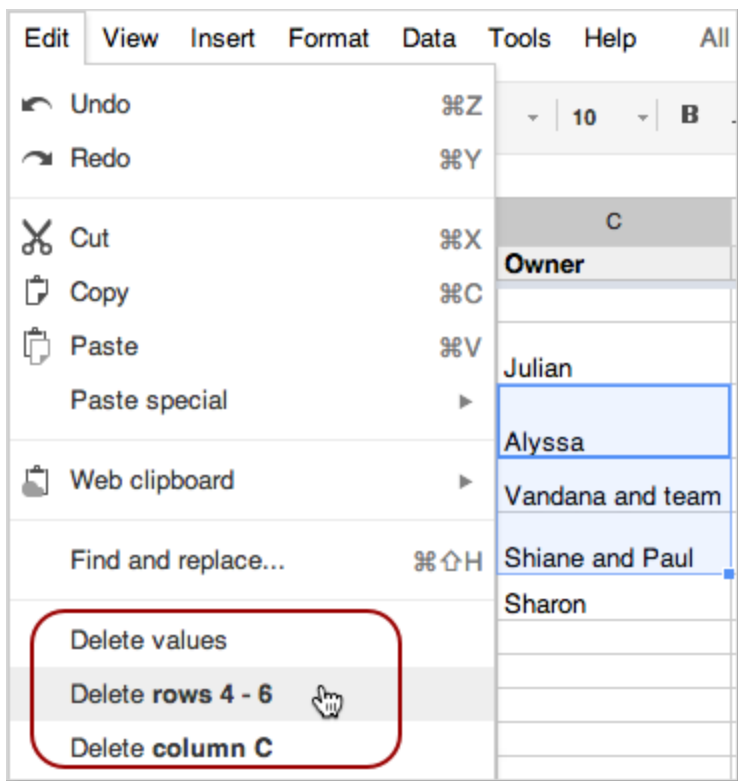 Edit View Insert Format Data Tools Help All
Undo ⌘Z
10 B
Redo ⌘Y
Cut ⌘X
Copy ⌘C
Paste ⌘V
Paste special
Web clipboard
Find and replace... ⌘⇧H
Delete values
Delete rows 4 - 6
Delete column C
C
Owner
Julian
Alyssa
Vandana and team
Shiane and Paul
Sharon